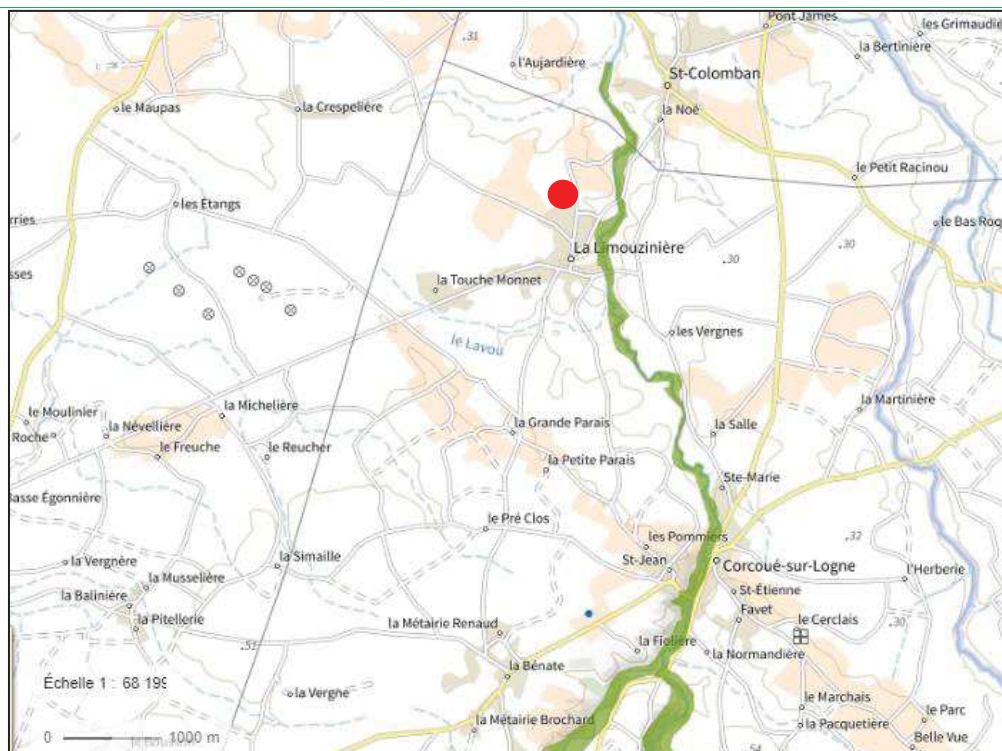 Pont James
les Grimaudie
.31
l'Aujardière
la Bertinière
St-Colomban
le Maupas
la Crespelière
la Noë
le Petit Racinou
les Étangs
rries
le Bas Roq
.30
.30
La Limouzinière
sses
la Touche Monnet
les Vergnes
le Lavou
la Michelière
la Martinière
le Moulinier
la Grande Parais
la Salle
Roche
la Névellière
le Freuche
le Reucher
la Petite Parais
Ste-Marie
Basse Égonnière
le Pré Clos
les Pommiers
.32
la Simaille
St-Jean
Corcoué-sur-Logne
la Vergnère
l'Herberie
la Musselière
St-Étienne
la Balinière
Favet
le Cerclais
la Pitellerie
la Métairie Renaud
.30
.51
la Fiolière
la Normandière
la Bénate
Échelle 1 : 68 199
la Vergne
le Marchais
le Parc
la Métairie Brochard
la Pacquetière
0 1000 m
Belle Vue
54